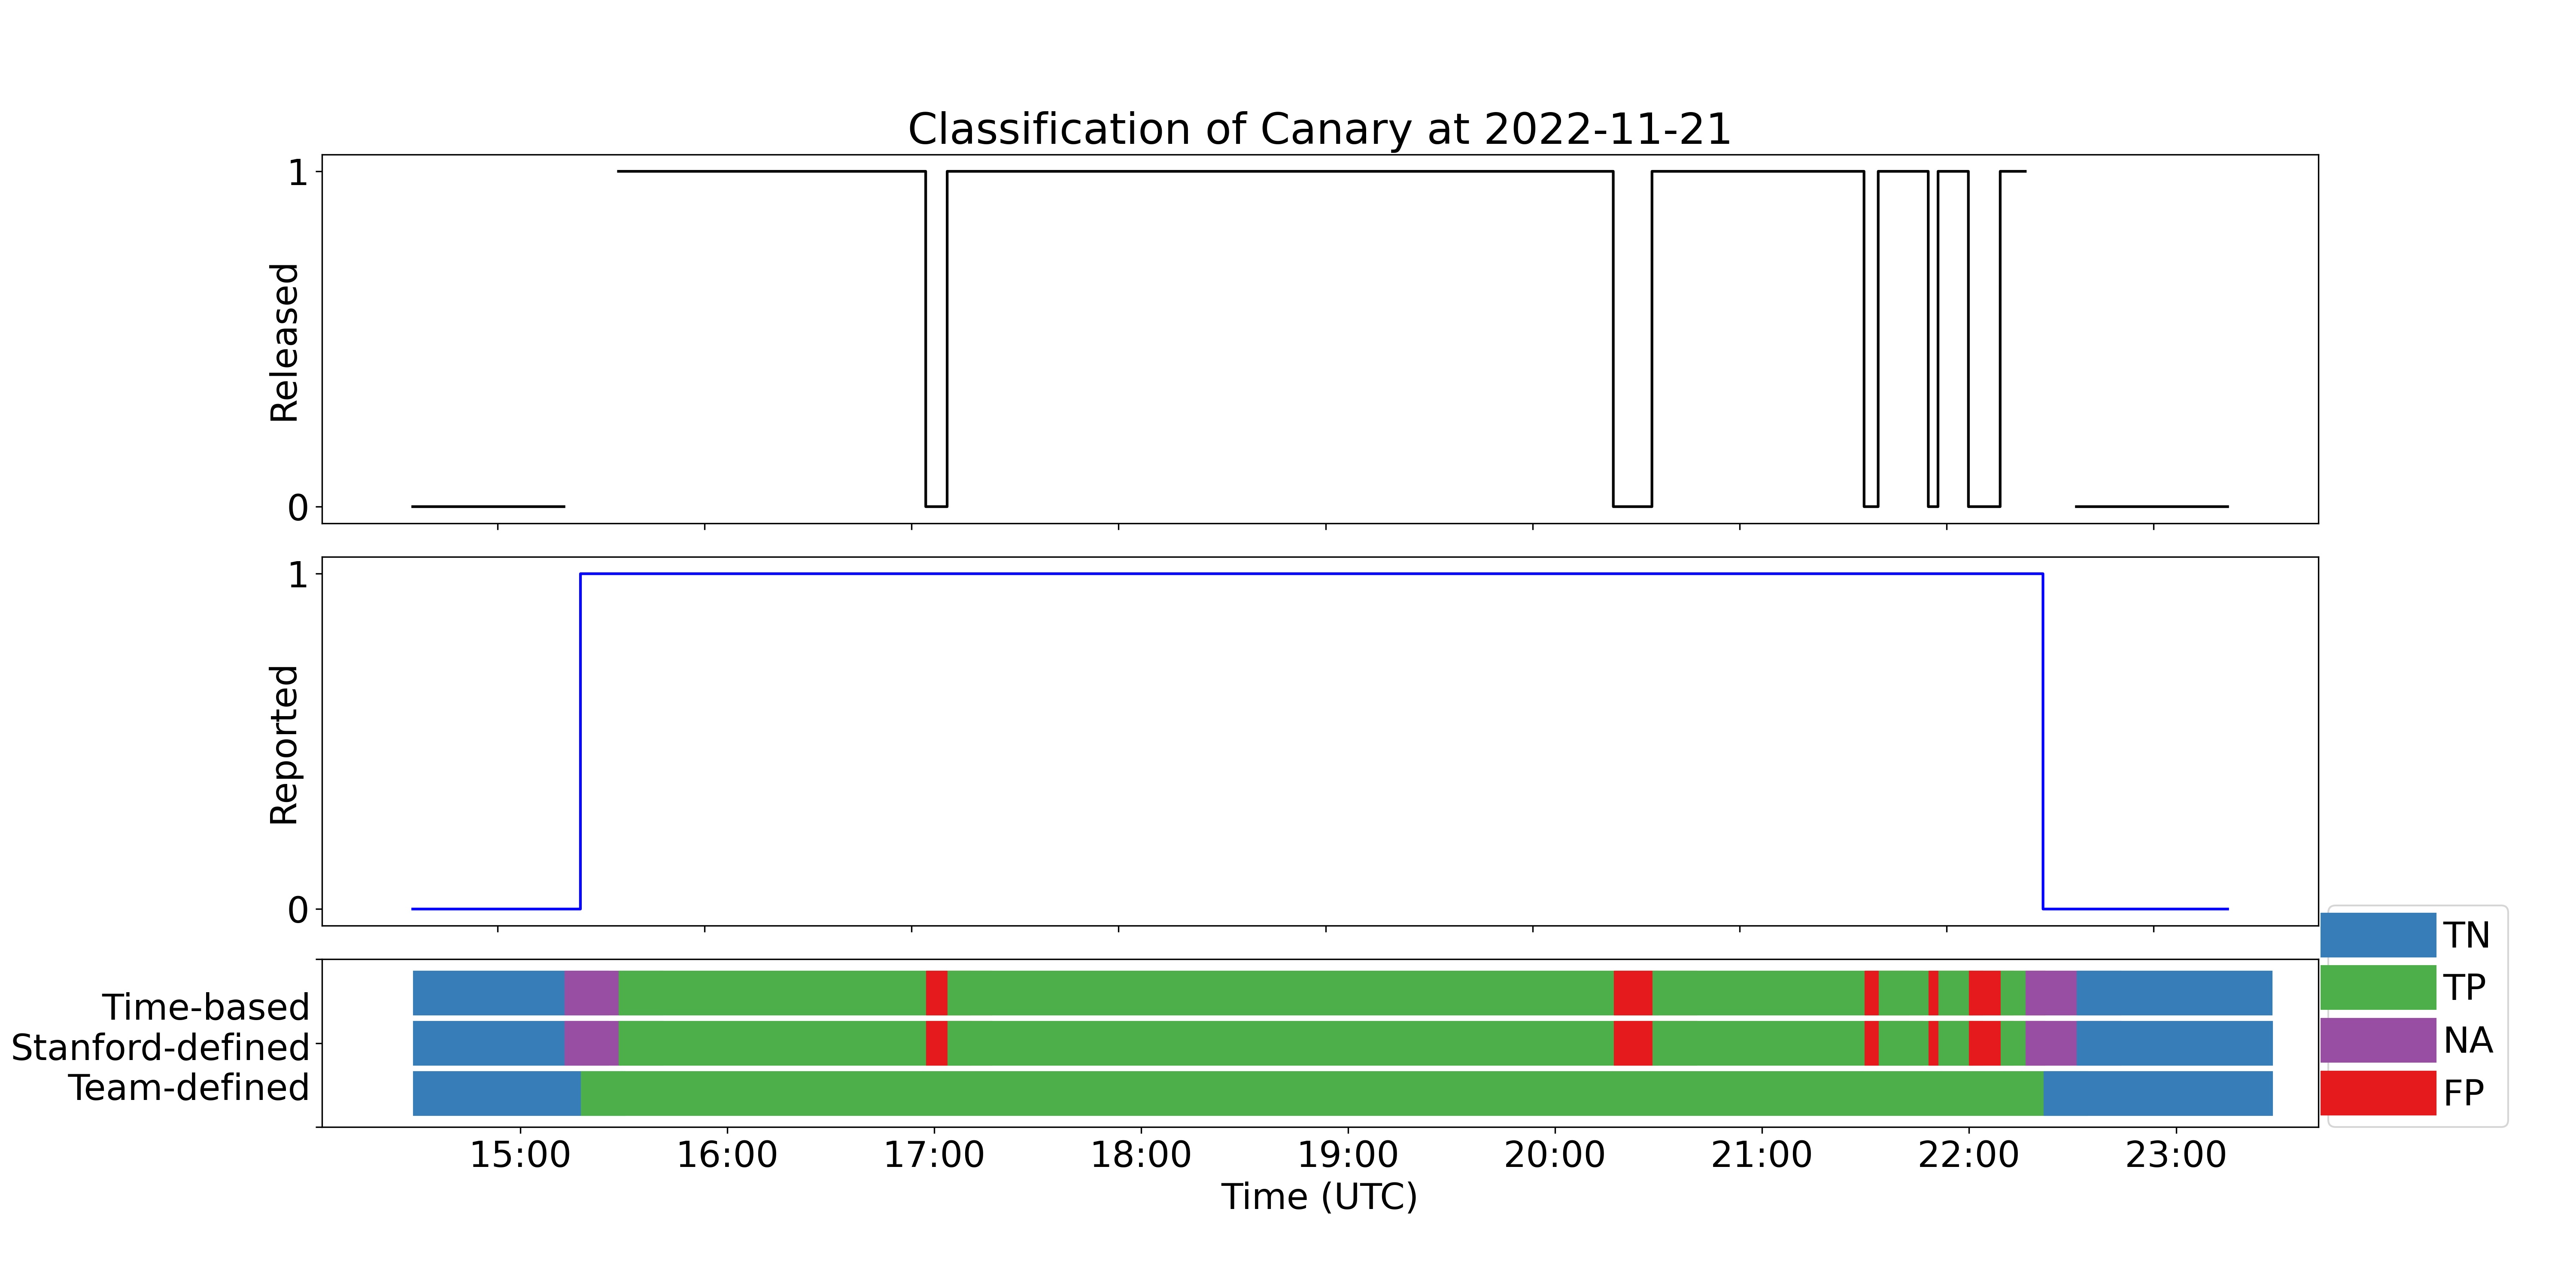 Classification of Canary at 2022-11-21
1
Released
0
1
Reported
0
TN
TP
NA
FP
Time-based
Stanford-defined
Team-defined
15:00 16:00 17:00 18:00 19:00 20:00 21:00 22:00 23:00
Time (UTC)